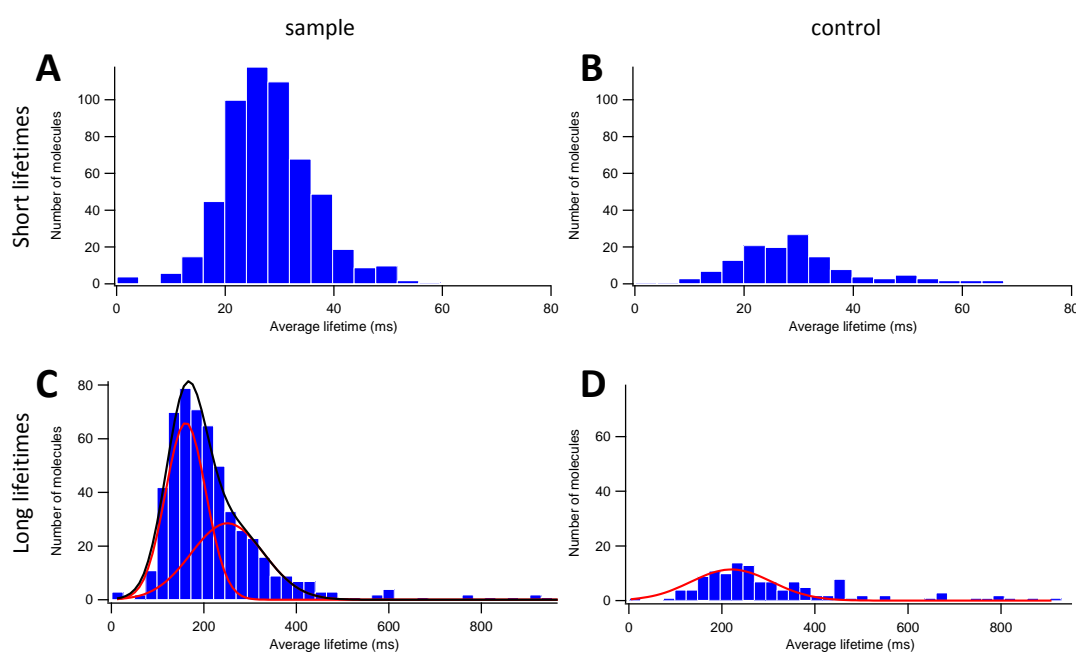 sample
control
A
B
Short lifetimes
Number of molecules
100
80
60
40
20
0
0 20 40 60 80
Average lifetime (ms)
Number of molecules
100
80
60
40
20
0
0 20 40 60 80
Average lifetime (ms)
C
D
Long lifeitimes
Number of molecules
80
60
40
20
0
0 200 400 600 800
Average lifetime (ms)
Number of molecules
60
40
20
0
0 200 400 600 800
Average lifetime (ms)